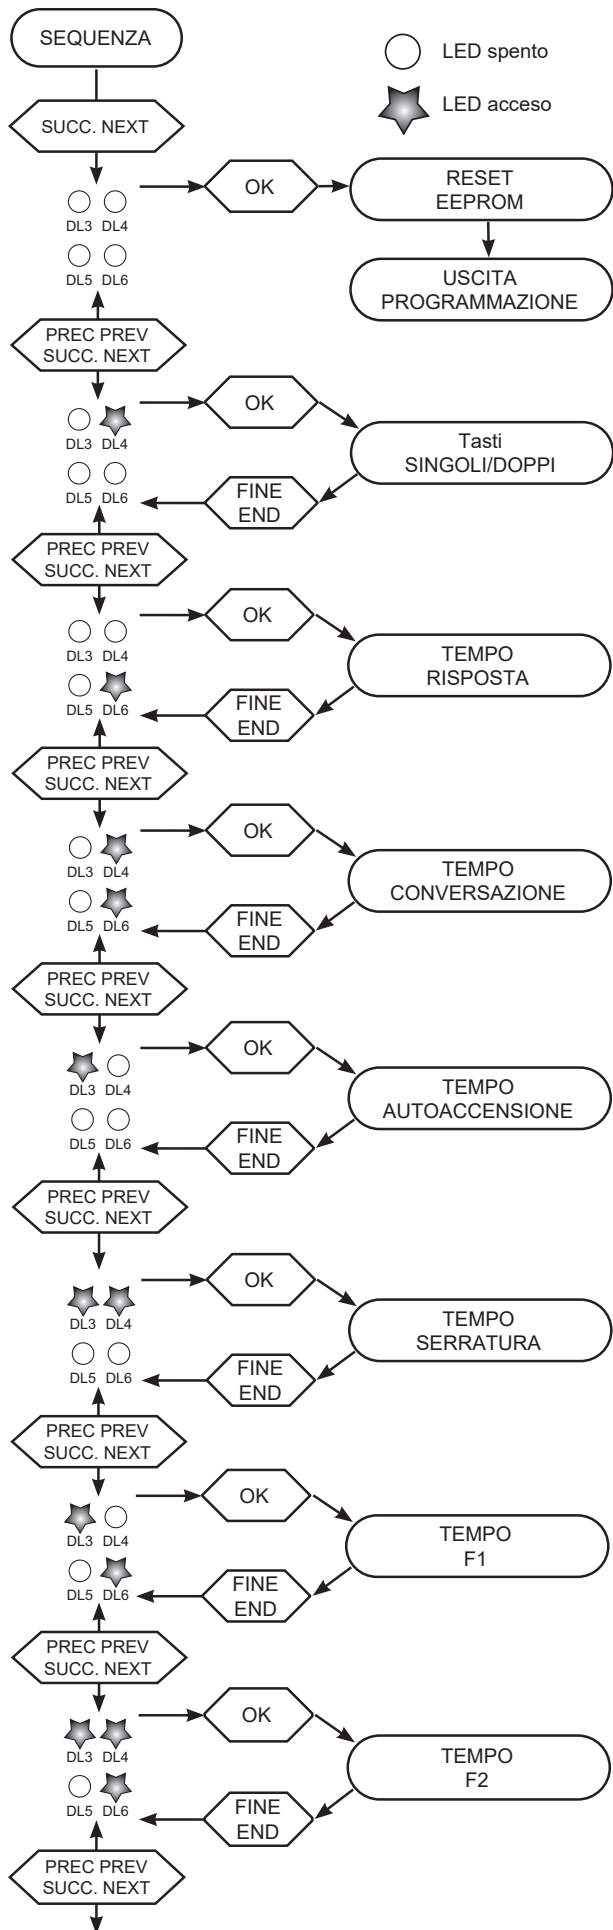 SEQUENZA
LED spento
LED acceso
SUCC. NEXT
OK
RESET
EEPROM
DL3 DL4
DL5 DL6
USCITA
PROGRAMMAZIONE
PREC PREV
SUCC. NEXT
OK
DL3 DL4
Tasti
SINGOLI/DOPPI
DL5 DL6
FINE
END
PREC PREV
SUCC. NEXT
OK
DL3 DL4
TEMPO
RISPOSTA
DL5 DL6
FINE
END
PREC PREV
SUCC. NEXT
OK
DL3 DL4
TEMPO
CONVERSAZIONE
DL5 DL6
FINE
END
PREC PREV
SUCC. NEXT
OK
DL3 DL4
TEMPO
AUTOACCENSIONE
DL5 DL6
FINE
END
PREC PREV
SUCC. NEXT
OK
DL3 DL4
TEMPO
SERRATURA
DL5 DL6
FINE
END
PREC PREV
SUCC. NEXT
OK
DL3 DL4
TEMPO
F1
DL5 DL6
FINE
END
PREC PREV
SUCC. NEXT
OK
DL3 DL4
TEMPO
F2
DL5 DL6
FINE
END
PREC PREV
SUCC. NEXT